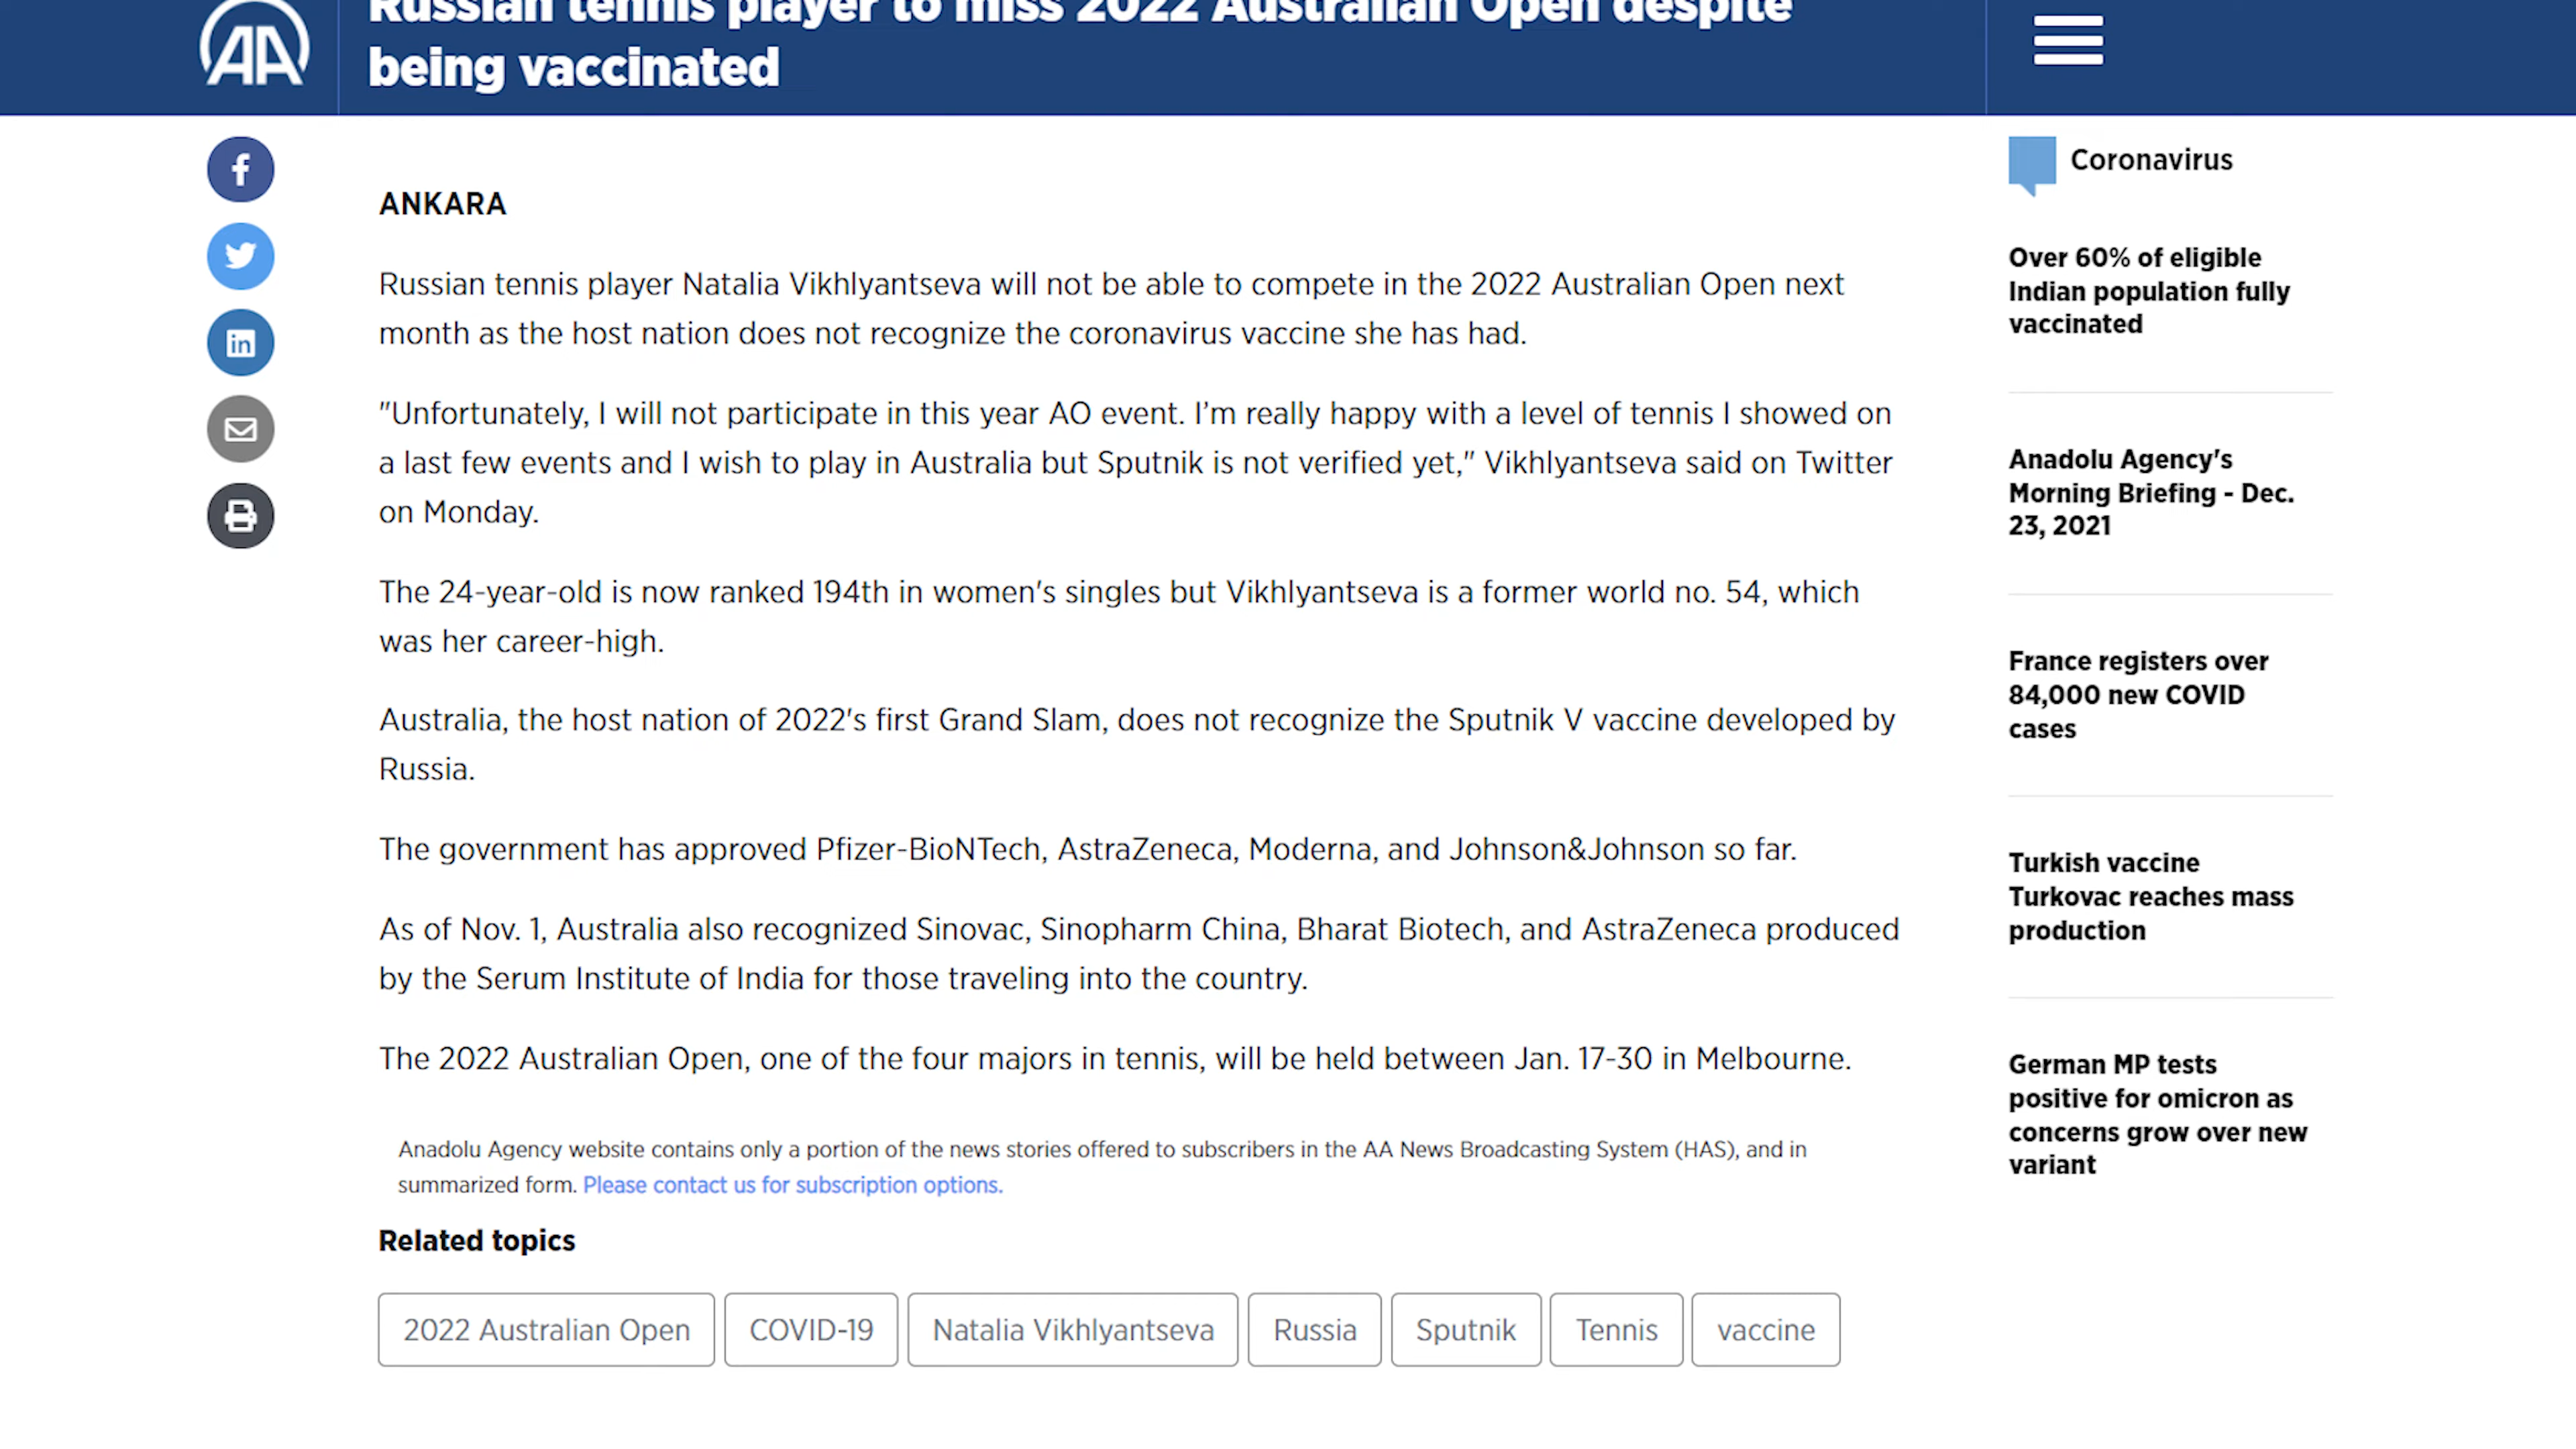 AA
Russian tennis player to miss 2022 Australian Open despite
being vaccinated
ANKARA
Russian tennis player Natalia Vikhlyantseva will not be able to compete in the 2022 Australian Open next
month as the host nation does not recognize the coronavirus vaccine she has had.
"Unfortunately, I will not participate in this year AO event. I’m really happy with a level of tennis I showed on
a last few events and I wish to play in Australia but Sputnik is not verified yet," Vikhlyantseva said on Twitter
on Monday.
The 24-year-old is now ranked 194th in women's singles but Vikhlyantseva is a former world no. 54, which
was her career-high.
Australia, the host nation of 2022's first Grand Slam, does not recognize the Sputnik V vaccine developed by
Russia.
The government has approved Pfizer-BioNTech, AstraZeneca, Moderna, and Johnson&Johnson so far.
As of Nov. 1, Australia also recognized Sinovac, Sinopharm China, Bharat Biotech, and AstraZeneca produced
by the Serum Institute of India for those traveling into the country.
The 2022 Australian Open, one of the four majors in tennis, will be held between Jan. 17-30 in Melbourne.
Anadolu Agency website contains only a portion of the news stories offered to subscribers in the AA News Broadcasting System (HAS), and in
summarized form. Please contact us for subscription options.
Related topics
2022 Australian Open
COVID-19
Natalia Vikhlyantseva
Russia
Sputnik
Tennis
vaccine
Coronavirus
Over 60% of eligible
Indian population fully
vaccinated
Anadolu Agency's
Morning Briefing - Dec.
23, 2021
France registers over
84,000 new COVID
cases
Turkish vaccine
Turkovac reaches mass
production
German MP tests
positive for omicron as
concerns grow over new
variant